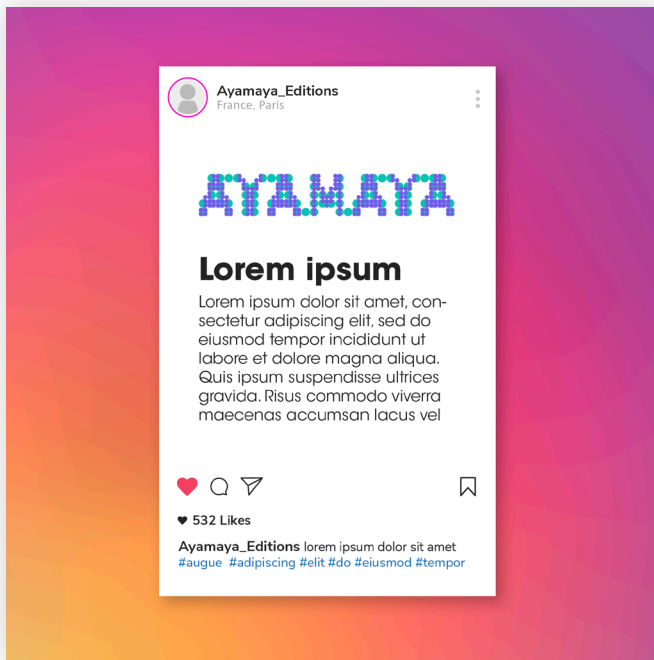 Ayamaya_Editions
France, Paris
AYAMAYA
Lorem ipsum
Lorem ipsum dolor sit amet, con-
sectetur adipiscing elit, sed do
eiusmod tempor incididunt ut
labore et dolore magna aliqua.
Quis ipsum suspendisse ultrices
gravida. Risus commodo viverra
maecenas accumsan lacus vel
532 Likes
Ayamaya_Editions lorem ipsum dolor sit amet
#augue #adipiscing #elit #do #eiusmod #tempor